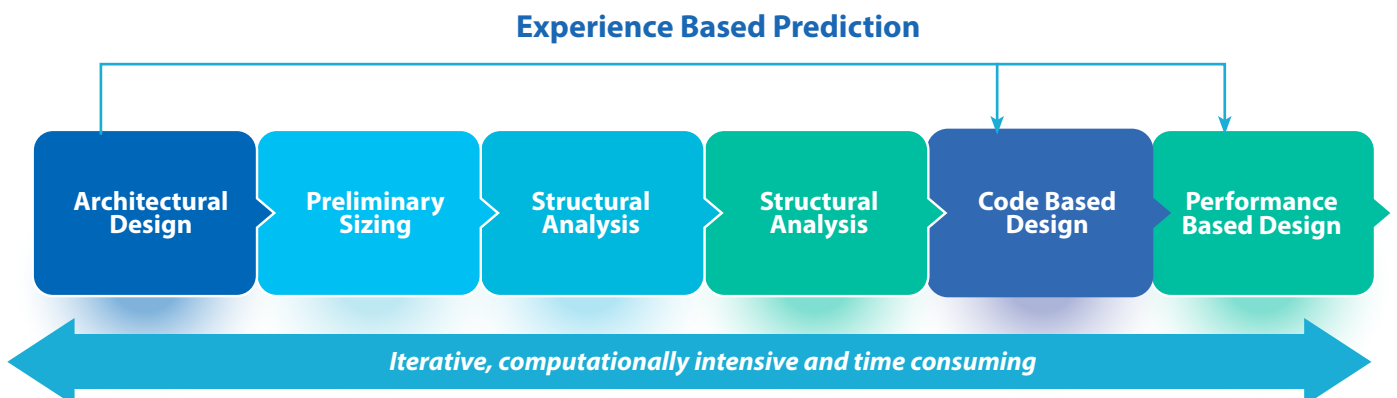 Experience Based Prediction
Architectural
Design
Preliminary
Sizing
Structural
Analysis
Structural
Analysis
Code Based
Design
Performance
Based Design
Iterative, computationally intensive and time consuming